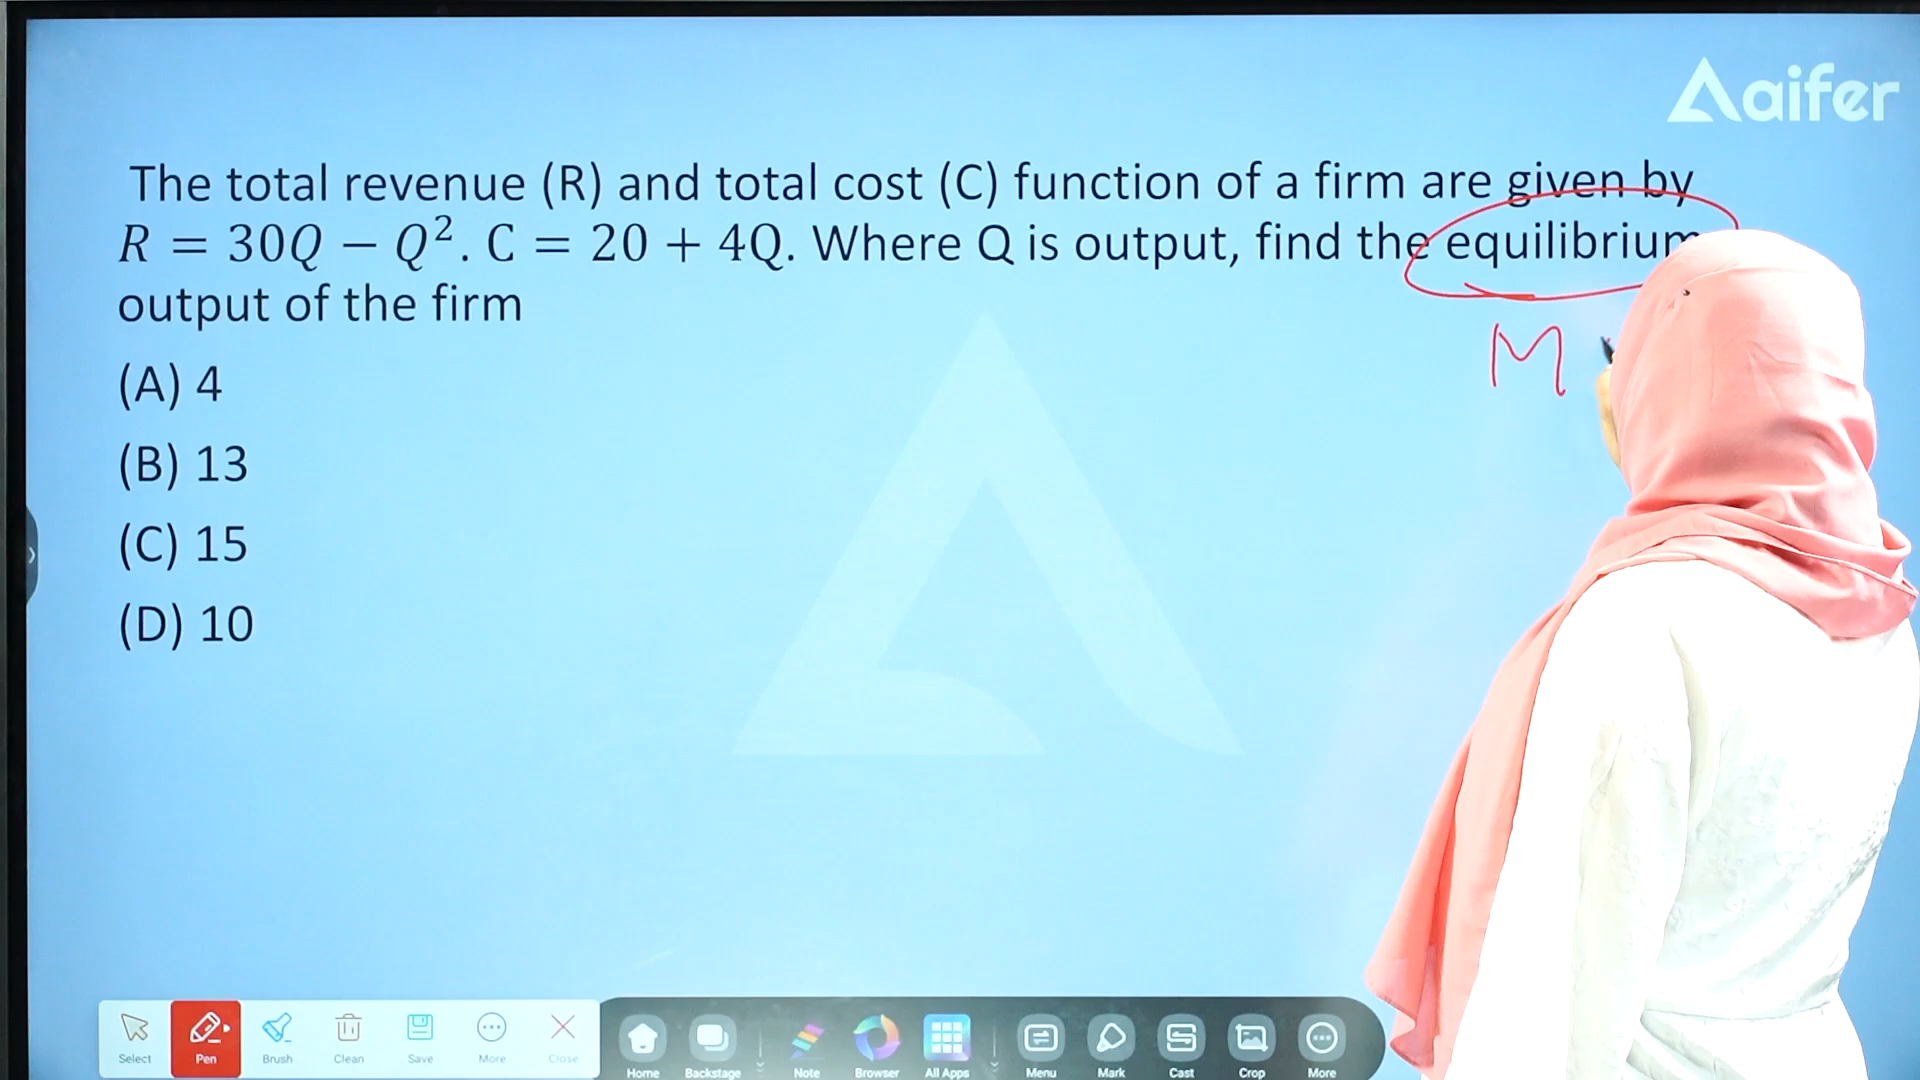 aifer
The total revenue (R) and total cost (C) function of a firm are given by
R = 30Q − Q². C = 20 + 4Q. Where Q is output, find the equilibrium
output of the firm
M
(A) 4
(B) 13
(C) 15
(D) 10
Select Pen Brush Clean Save More Close
Home Backstage Note Browser All Apps Menu Mark Cast Crop More